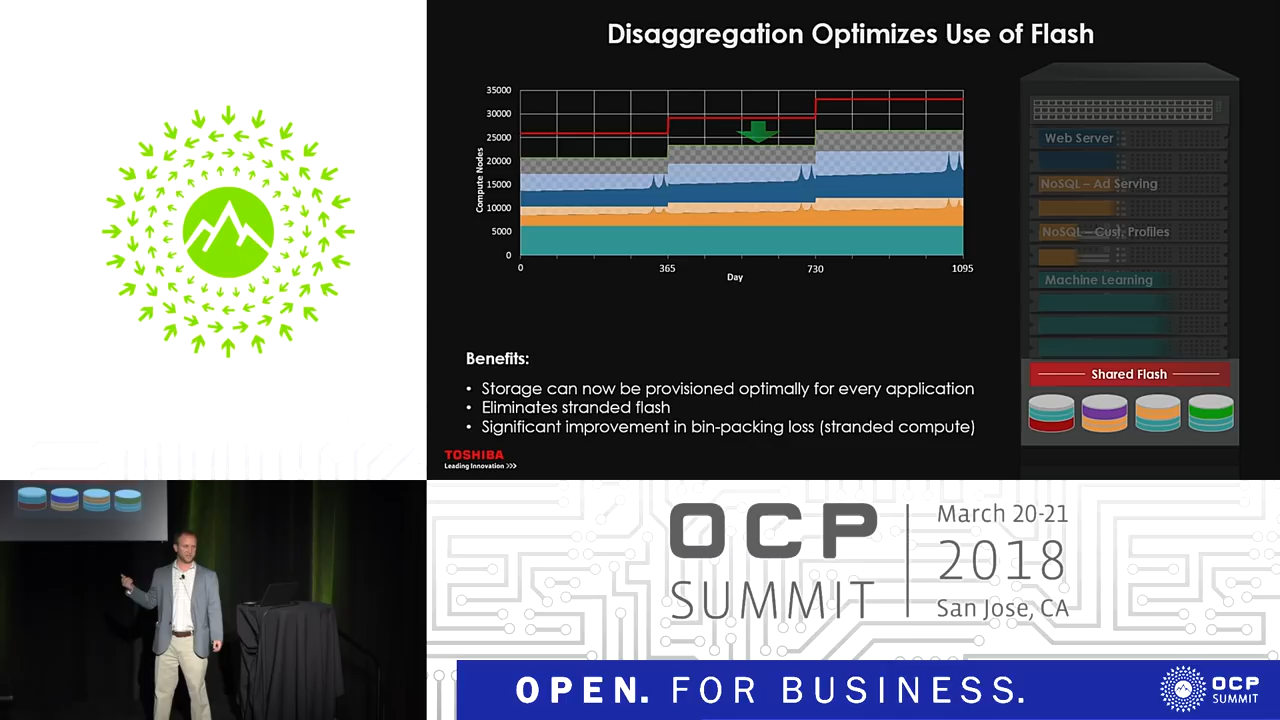 Disaggregation Optimizes Use of Flash
35000
30000
25000
20000
15000
10000
5000
0
Compute Nodes
0
365
730
1095
Day
Web Server
NoSQL – Ad Serving
NoSQL – Cust. Profiles
Machine Learning
Shared Flash
Benefits:
• Storage can now be provisioned optimally for every application
• Eliminates stranded flash
• Significant improvement in bin-packing loss (stranded compute)
TOSHIBA
Leading Innovation >>>
OCP
SUMMIT
March 20-21
2018
San Jose, CA
OPEN. FOR BUSINESS.
OCP
SUMMIT